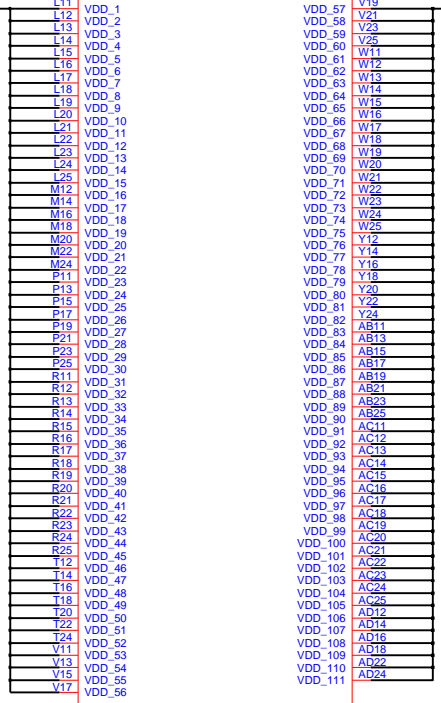 L11 VDD_1
L12 VDD_2
L13 VDD_3
L14 VDD_4
L15 VDD_5
L16 VDD_6
L17 VDD_7
L18 VDD_8
L19 VDD_9
L20 VDD_10
L21 VDD_11
L22 VDD_12
L23 VDD_13
L24 VDD_14
L25 VDD_15
M12 VDD_16
M14 VDD_17
M16 VDD_18
M18 VDD_19
M20 VDD_20
M22 VDD_21
M24 VDD_22
P11 VDD_23
P13 VDD_24
P15 VDD_25
P17 VDD_26
P19 VDD_27
P21 VDD_28
P23 VDD_29
P25 VDD_30
R11 VDD_31
R12 VDD_32
R13 VDD_33
R14 VDD_34
R15 VDD_35
R16 VDD_36
R17 VDD_37
R18 VDD_38
R19 VDD_39
R20 VDD_40
R21 VDD_41
R22 VDD_42
R23 VDD_43
R24 VDD_44
R25 VDD_45
T12 VDD_46
T14 VDD_47
T16 VDD_48
T18 VDD_49
T20 VDD_50
T22 VDD_51
T24 VDD_52
V11 VDD_53
V13 VDD_54
V15 VDD_55
V17 VDD_56
VDD_57 V19
VDD_58 V21
VDD_59 V23
VDD_60 V25
VDD_61 W11
VDD_62 W12
VDD_63 W13
VDD_64 W14
VDD_65 W15
VDD_66 W16
VDD_67 W17
VDD_68 W18
VDD_69 W19
VDD_70 W20
VDD_71 W21
VDD_72 W22
VDD_73 W23
VDD_74 W24
VDD_75 W25
VDD_76 Y12
VDD_77 Y14
VDD_78 Y16
VDD_79 Y18
VDD_80 Y20
VDD_81 Y22
VDD_82 Y24
VDD_83 AB11
VDD_84 AB13
VDD_85 AB15
VDD_86 AB17
VDD_87 AB19
VDD_88 AB21
VDD_89 AB23
VDD_90 AB25
VDD_91 AC11
VDD_92 AC12
VDD_93 AC13
VDD_94 AC14
VDD_95 AC15
VDD_96 AC16
VDD_97 AC17
VDD_98 AC18
VDD_99 AC19
VDD_100 AC20
VDD_101 AC21
VDD_102 AC22
VDD_103 AC23
VDD_104 AC24
VDD_105 AC25
VDD_106 AD12
VDD_107 AD14
VDD_108 AD16
VDD_109 AD18
VDD_110 AD22
VDD_111 AD24